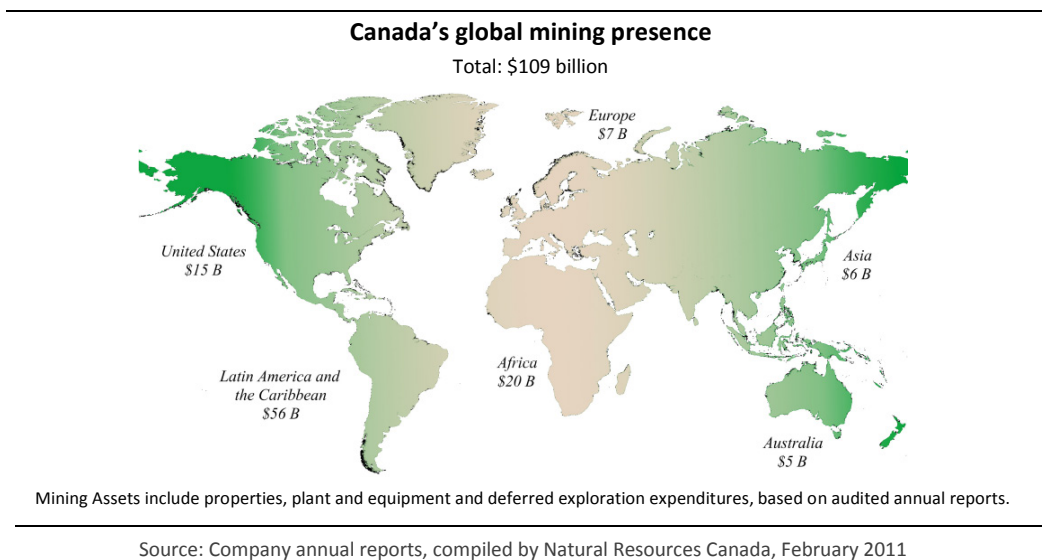 Canada’s global mining presence
Total: $109 billion
Europe
$7 B
United States
$15 B
Asia
$6 B
Latin America and
the Caribbean
$56 B
Africa
$20 B
Australia
$5 B
Mining Assets include properties, plant and equipment and deferred exploration expenditures, based on audited annual reports.
Source: Company annual reports, compiled by Natural Resources Canada, February 2011